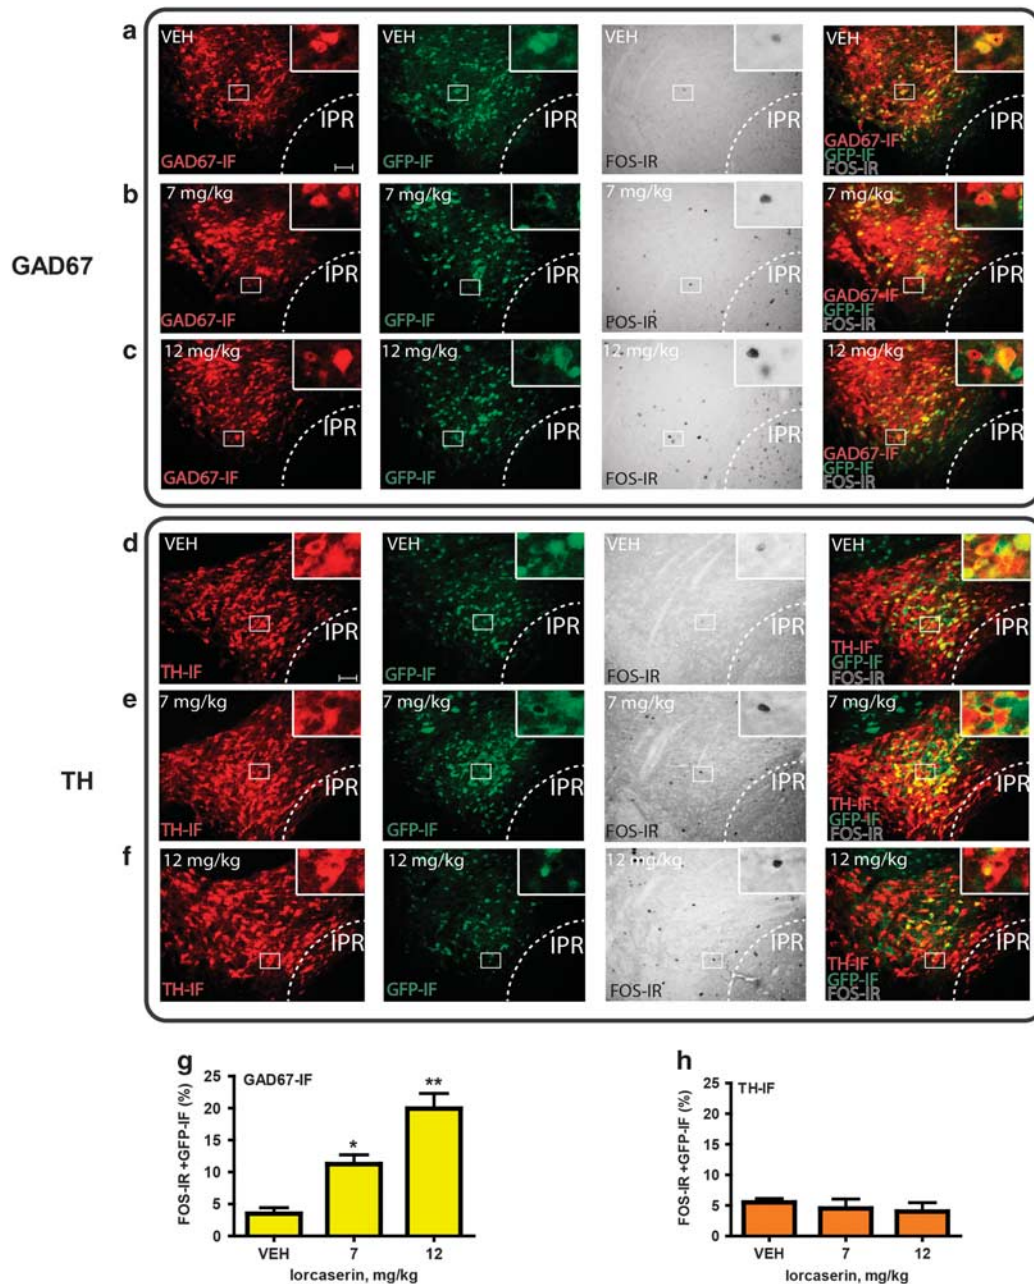 a
VEH
IPR
GAD67-IF
VEH
IPR
GFP-IF
VEH
IPR
FOS-IR
VEH
IPR
GAD67-IF
GFP-IF
FOS-IR
b
7 mg/kg
IPR
GAD67-IF
7 mg/kg
IPR
GFP-IF
7 mg/kg
IPR
FOS-IR
7 mg/kg
IPR
GAD67-IF
GFP-IF
FOS-IR
GAD67
c
12 mg/kg
IPR
GAD67-IF
12 mg/kg
IPR
GFP-IF
12 mg/kg
IPR
FOS-IR
12 mg/kg
IPR
GAD67-IF
GFP-IF
FOS-IR
d
VEH
IPR
TH-IF
VEH
IPR
GFP-IF
VEH
IPR
FOS-IR
VEH
IPR
TH-IF
GFP-IF
FOS-IR
e
7 mg/kg
IPR
TH-IF
7 mg/kg
IPR
GFP-IF
7 mg/kg
IPR
FOS-IR
7 mg/kg
IPR
TH-IF
GFP-IF
FOS-IR
TH
f
12 mg/kg
IPR
TH-IF
12 mg/kg
IPR
GFP-IF
12 mg/kg
IPR
FOS-IR
12 mg/kg
IPR
TH-IF
GFP-IF
FOS-IR
g
GAD67-IF
FOS-IR +GFP-IF (%)
25
20
15
10
5
0
*
**
VEH 7 12
lorcaserin, mg/kg
h
TH-IF
FOS-IR +GFP-IF (%)
25
20
15
10
5
0
VEH 7 12
lorcaserin, mg/kg